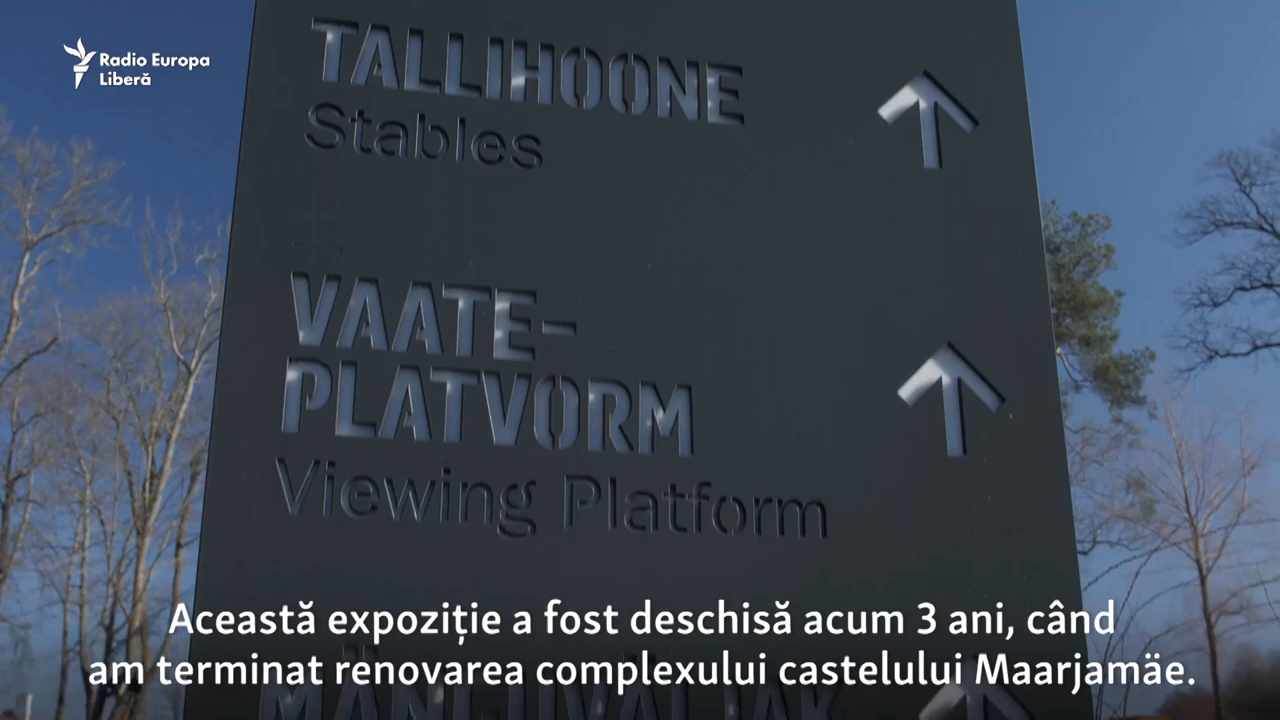 Radio Europa
Liberă
TALLIHOONE
Stables
VAATE-
PLATVORM
Viewing Platform
Această expoziție a fost deschisă acum 3 ani, când
am terminat renovarea complexului castelului Maarjamäe.